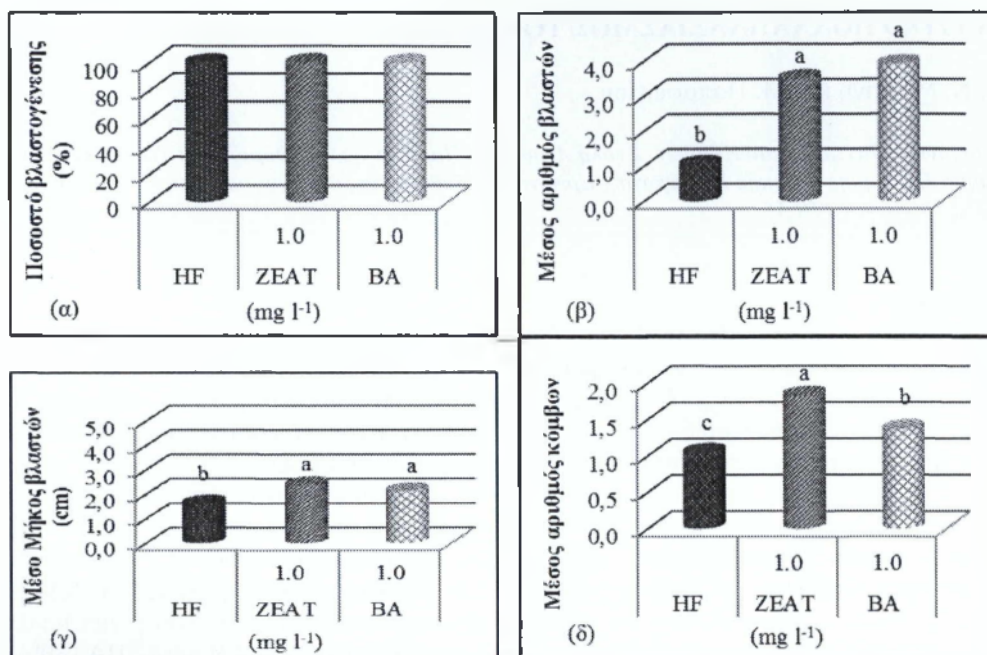 Ποσοστό βλαστογένεσης
(%)
100
80
60
40
20
0
1.0
1.0
HF
ZEAT
BA
(α)
(mg l⁻¹)
Μέσος αριθμός βλαστών
4,0
3,0
2,0
1,0
0,0
b
a
a
1.0
1.0
HF
ZEAT
BA
(β)
(mg l⁻¹)
Μέσο Μήκος βλαστών
(cm)
5,0
4,0
3,0
2,0
1,0
0,0
b
a
a
1.0
1.0
HF
ZEAT
BA
(γ)
(mg l⁻¹)
Μέσος αριθμός κόμβων
2,0
1,5
1,0
0,5
0,0
c
a
b
1.0
1.0
HF
ZEAT
BA
(δ)
(mg l⁻¹)